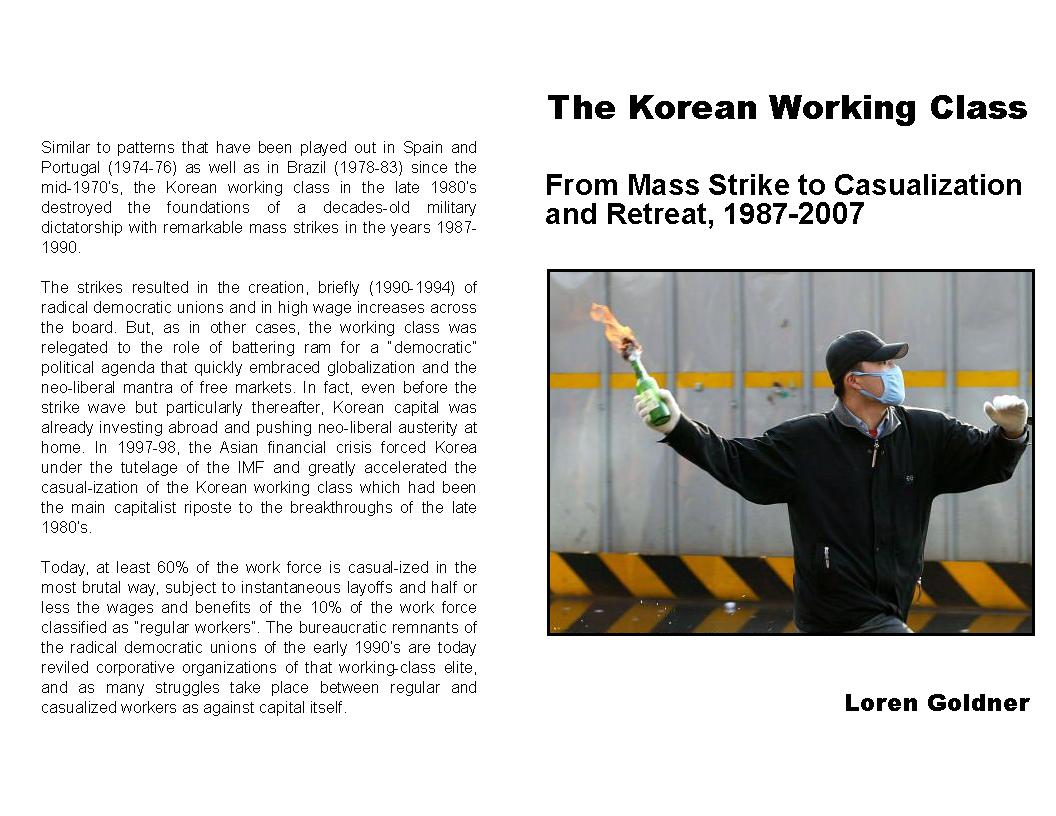 Similar to patterns that have been played out in Spain and
Portugal (1974-76) as well as in Brazil (1978-83) since the
mid-1970's, the Korean working class in the late 1980's
destroyed the foundations of a decades-old military
dictatorship with remarkable mass strikes in the years 1987-
1990.
The strikes resulted in the creation, briefly (1990-1994) of
radical democratic unions and in high wage increases across
the board. But, as in other cases, the working class was
relegated to the role of battering ram for a "democratic"
political agenda that quickly embraced globalization and the
neo-liberal mantra of free markets. In fact, even before the
strike wave but particularly thereafter, Korean capital was
already investing abroad and pushing neo-liberal austerity at
home. In 1997-98, the Asian financial crisis forced Korea
under the tutelage of the IMF and greatly accelerated the
casual-ization of the Korean working class which had been
the main capitalist riposte to the breakthroughs of the late
1980's.
Today, at least 60% of the work force is casual-ized in the
most brutal way, subject to instantaneous layoffs and half or
less the wages and benefits of the 10% of the work force
classified as "regular workers". The bureaucratic remnants of
the radical democratic unions of the early 1990's are today
reviled corporative organizations of that working-class elite,
and as many struggles take place between regular and
casualized workers as against capital itself.
The Korean Working Class
From Mass Strike to Casualization
and Retreat, 1987-2007
Loren Goldner